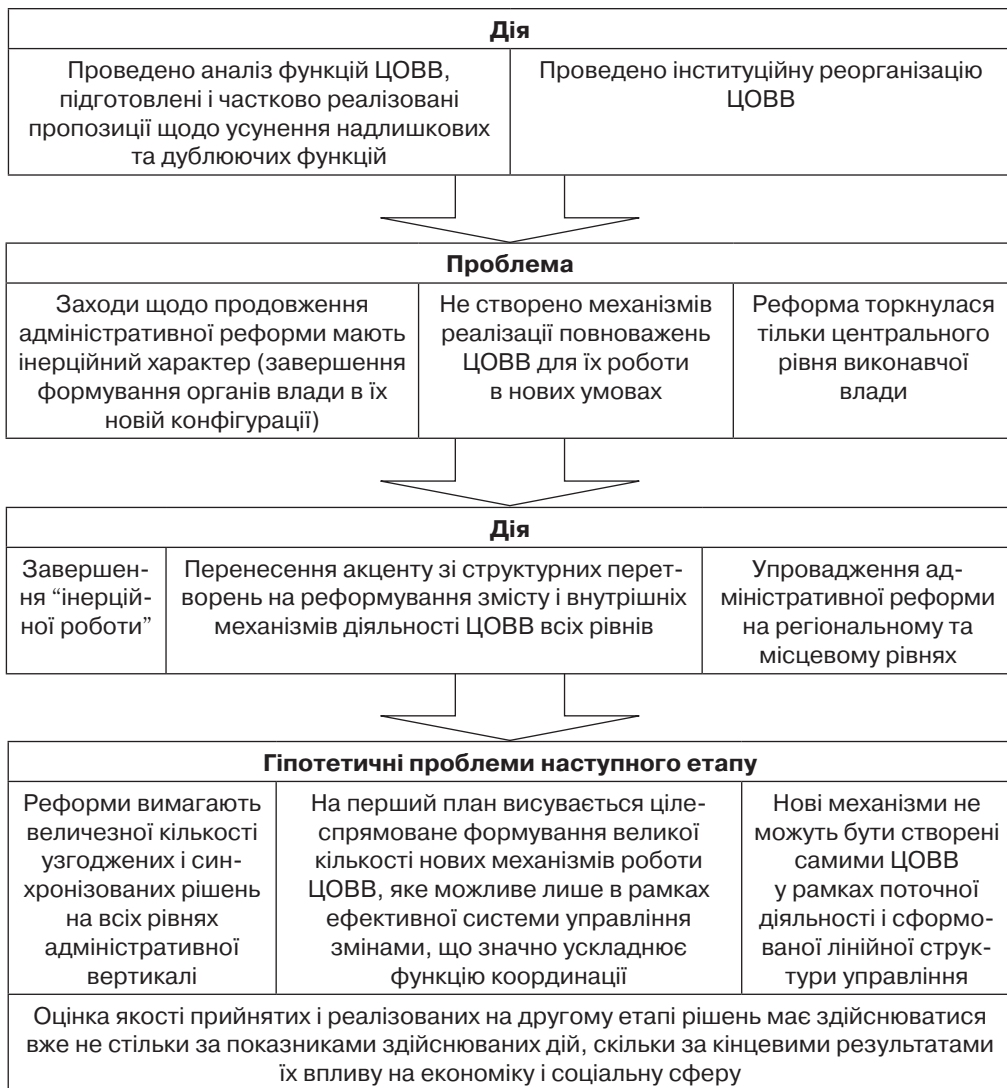 Дія
Проведено аналіз функцій ЦОВВ,
підготовлені і частково реалізовані
пропозиції щодо усунення надлишкових
та дублюючих функцій
Проведено інституційну реорганізацію
ЦОВВ
Проблема
Заходи щодо продовження
адміністративної реформи мають
інерційний характер (завершення
формування органів влади в їх
новій конфігурації)
Не створено механізмів
реалізації повноважень
ЦОВВ для їх роботи
в нових умовах
Реформа торкнулася
тільки центрального
рівня виконавчої
влади
Дія
Завершен-
ня “інерцій-
ної роботи”
Перенесення акценту зі структурних перет-
ворень на реформування змісту і внутрішніх
механізмів діяльності ЦОВВ всіх рівнів
Упровадження ад-
міністративної реформи
на регіональному та
місцевому рівнях
Гіпотетичні проблеми наступного етапу
Реформи вимагають
величезної кількості
узгоджених і син-
хронізованих рішень
на всіх рівнях
адміністративної
вертикалі
На перший план висувається ціле-
спрямоване формування великої
кількості нових механізмів роботи
ЦОВВ, яке можливе лише в рамках
ефективної системи управління
змінами, що значно ускладнює
функцію координації
Нові механізми не
можуть бути створені
самими ЦОВВ
у рамках поточної
діяльності і сформо-
ваної лінійної струк-
тури управління
Оцінка якості прийнятих і реалізованих на другому етапі рішень має здійснюватися
вже не стільки за показниками здійснюваних дій, скільки за кінцевими результатами
їх впливу на економіку і соціальну сферу